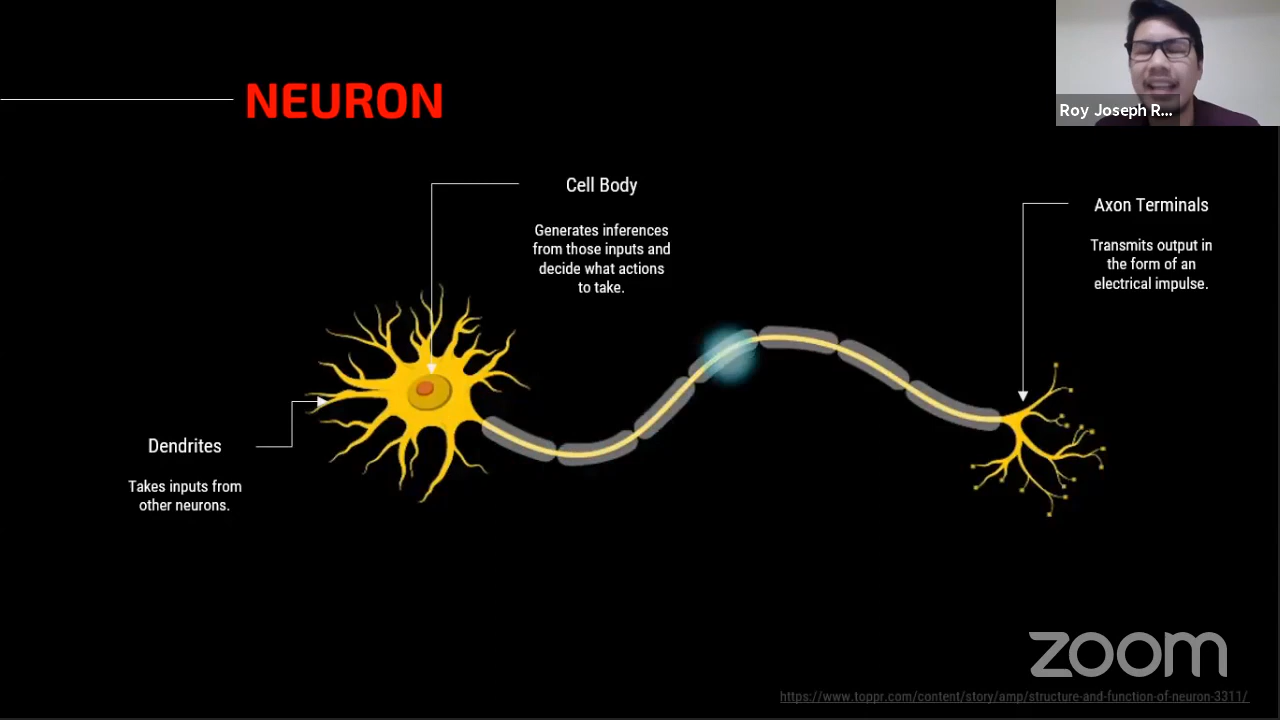 NEURON
Roy Joseph R...
Cell Body
Generates inferences
from those inputs and
decide what actions
to take.
Axon Terminals
Transmits output in
the form of an
electrical impulse.
Dendrites
Takes inputs from
other neurons.
zoom
https://www.toppr.com/content/story/amp/structure-and-function-of-neuron-3311/